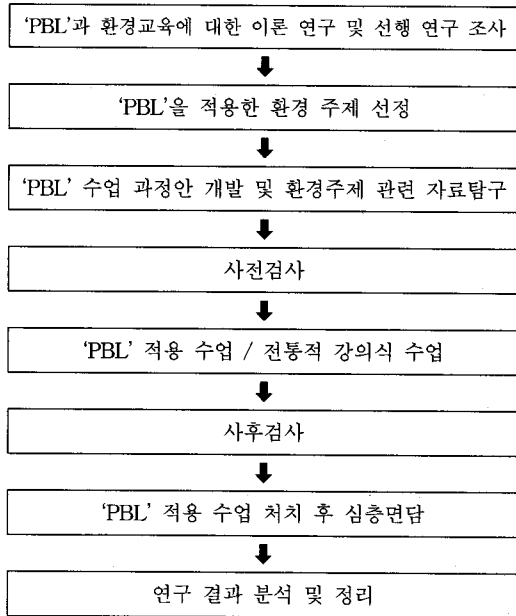 ‘PBL’과 환경교육에 대한 이론 연구 및 선행 연구 조사
‘PBL’을 적용한 환경 주제 선정
‘PBL’ 수업 과정안 개발 및 환경주제 관련 자료탐구
사전검사
‘PBL’ 적용 수업 / 전통적 강의식 수업
사후검사
‘PBL’ 적용 수업 처치 후 심층면담
연구 결과 분석 및 정리